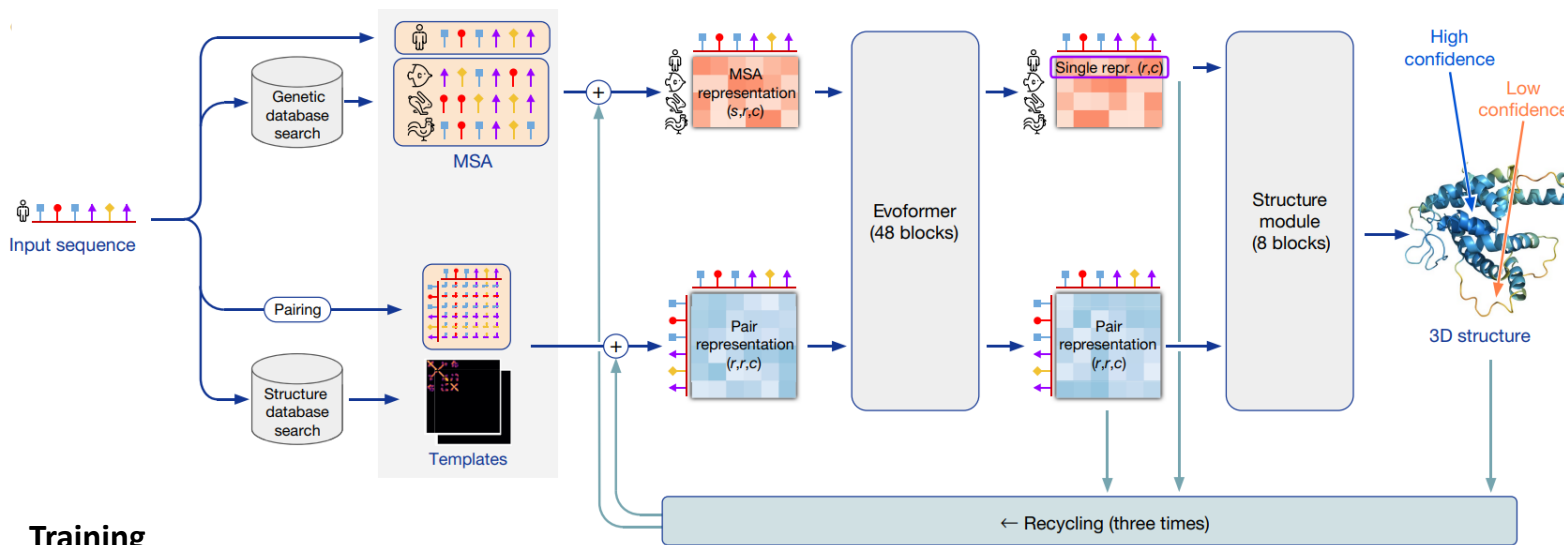 High
confidence
Low
confidence
Genetic
database
search
MSA
MSA
representation
(s,r,c)
Single repr. (r,c)
Input sequence
Evoformer
(48 blocks)
Structure
module
(8 blocks)
Pairing
Pair
representation
(r,r,c)
Pair
representation
(r,r,c)
3D structure
Structure
database
search
Templates
← Recycling (three times)
Training